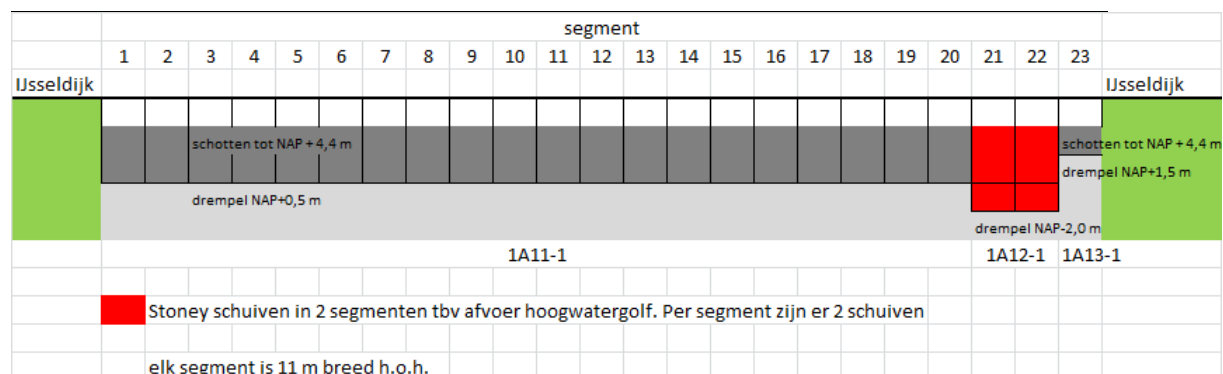 segment
1 2 3 4 5 6 7 8 9 10 11 12 13 14 15 16 17 18 19 20 21 22 23
IJsseldijk IJsseldijk
schotten tot NAP + 4,4 m schotten tot NAP + 4,4 m
drempel NAP+1,5 m
drempel NAP+0,5 m
drempel NAP-2,0 m
1A11-1 1A12-1 1A13-1
Stoney schuiven in 2 segmenten tbv afvoer hoogwatergolf. Per segment zijn er 2 schuiven
elk segment is 11 m breed h.o.h.